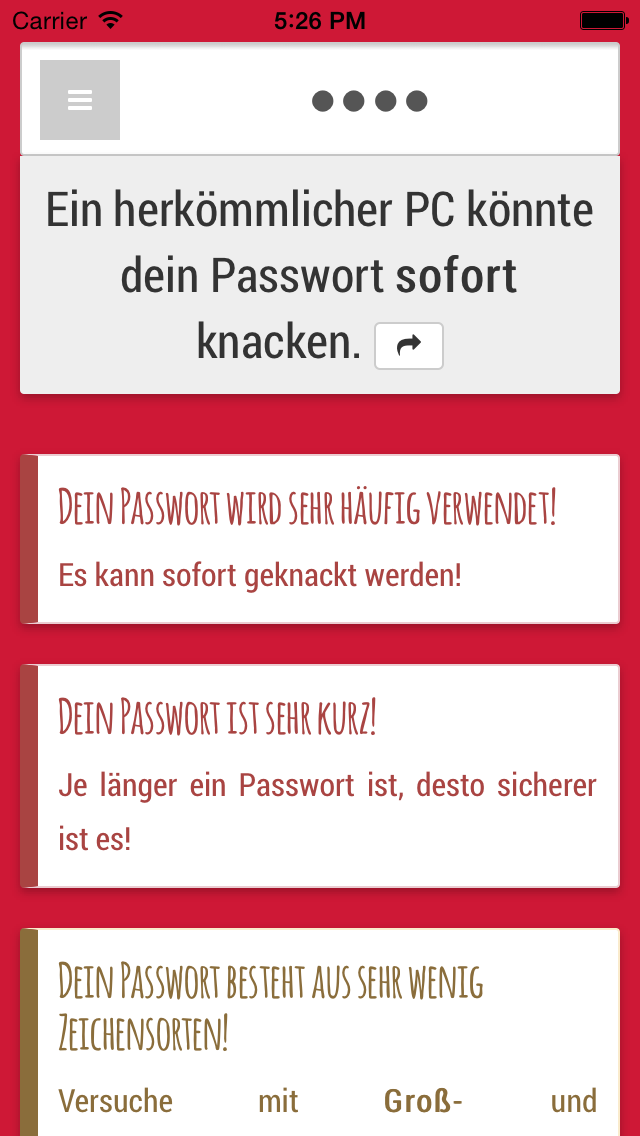 Carrier 5:26 PM
Ein herkömmlicher PC könnte
dein Passwort sofort
knacken.
Dein Passwort wird sehr häufig verwendet!
Es kann sofort geknackt werden!
Dein Passwort ist sehr kurz!
Je länger ein Passwort ist, desto sicherer
ist es!
Dein Passwort besteht aus sehr wenig
Zeichensorten!
Versuche mit Groß- und